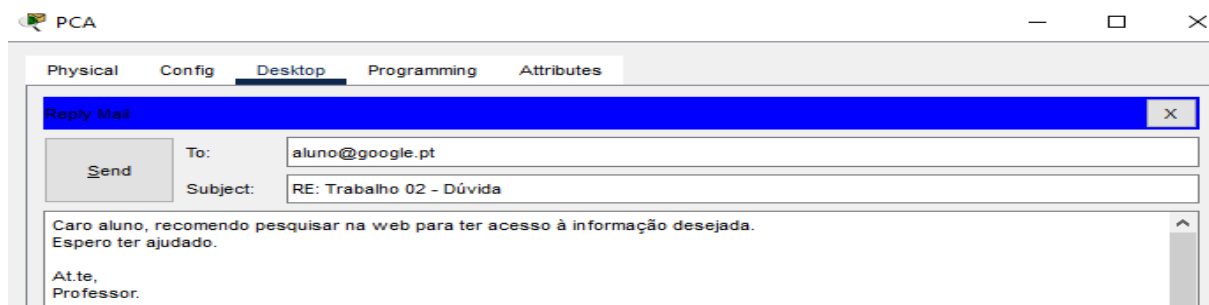 PCA
Physical Config Desktop Programming Attributes
Reply Mail X
Send
To: aluno@google.pt
Subject: RE: Trabalho 02 - Dúvida
Caro aluno, recomendo pesquisar na web para ter acesso à informação desejada.
Espero ter ajudado.
At.te,
Professor.